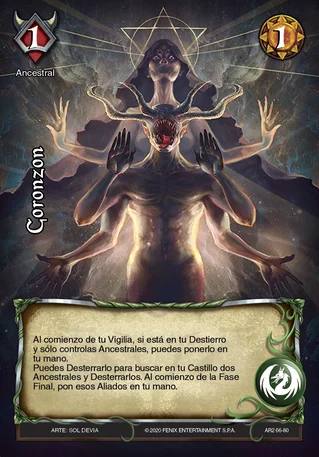 1
1
Ancestral
Coronzon
Al comienzo de tu Vigilia, si está en tu Destierro
y sólo controlas Ancestrales, puedes ponerlo en
tu mano.
Puedes Desterrarlo para buscar en tu Castillo dos
Ancestrales y Desterrarlos. Al comienzo de la Fase
Final, pon esos Aliados en tu mano.
ARTE: SOL DEVIA
© 2020 FENIX ENTERTAINMENT S.P.A.
AR2-66-80